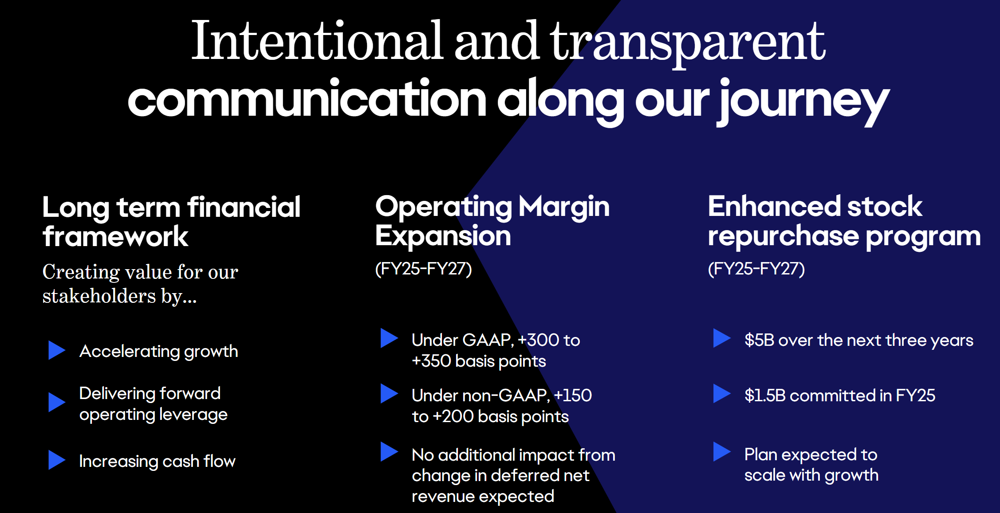 Intentional and transparent
communication along our journey
Long term financial
framework
Creating value for our
stakeholders by...
Accelerating growth
Delivering forward
operating leverage
Increasing cash flow
Operating Margin
Expansion
(FY25-FY27)
Under GAAP, +300 to
+350 basis points
Under non-GAAP, +150
to +200 basis points
No additional impact from
change in deferred net
revenue expected
Enhanced stock
repurchase program
(FY25-FY27)
$5B over the next three years
$1.5B committed in FY25
Plan expected to
scale with growth